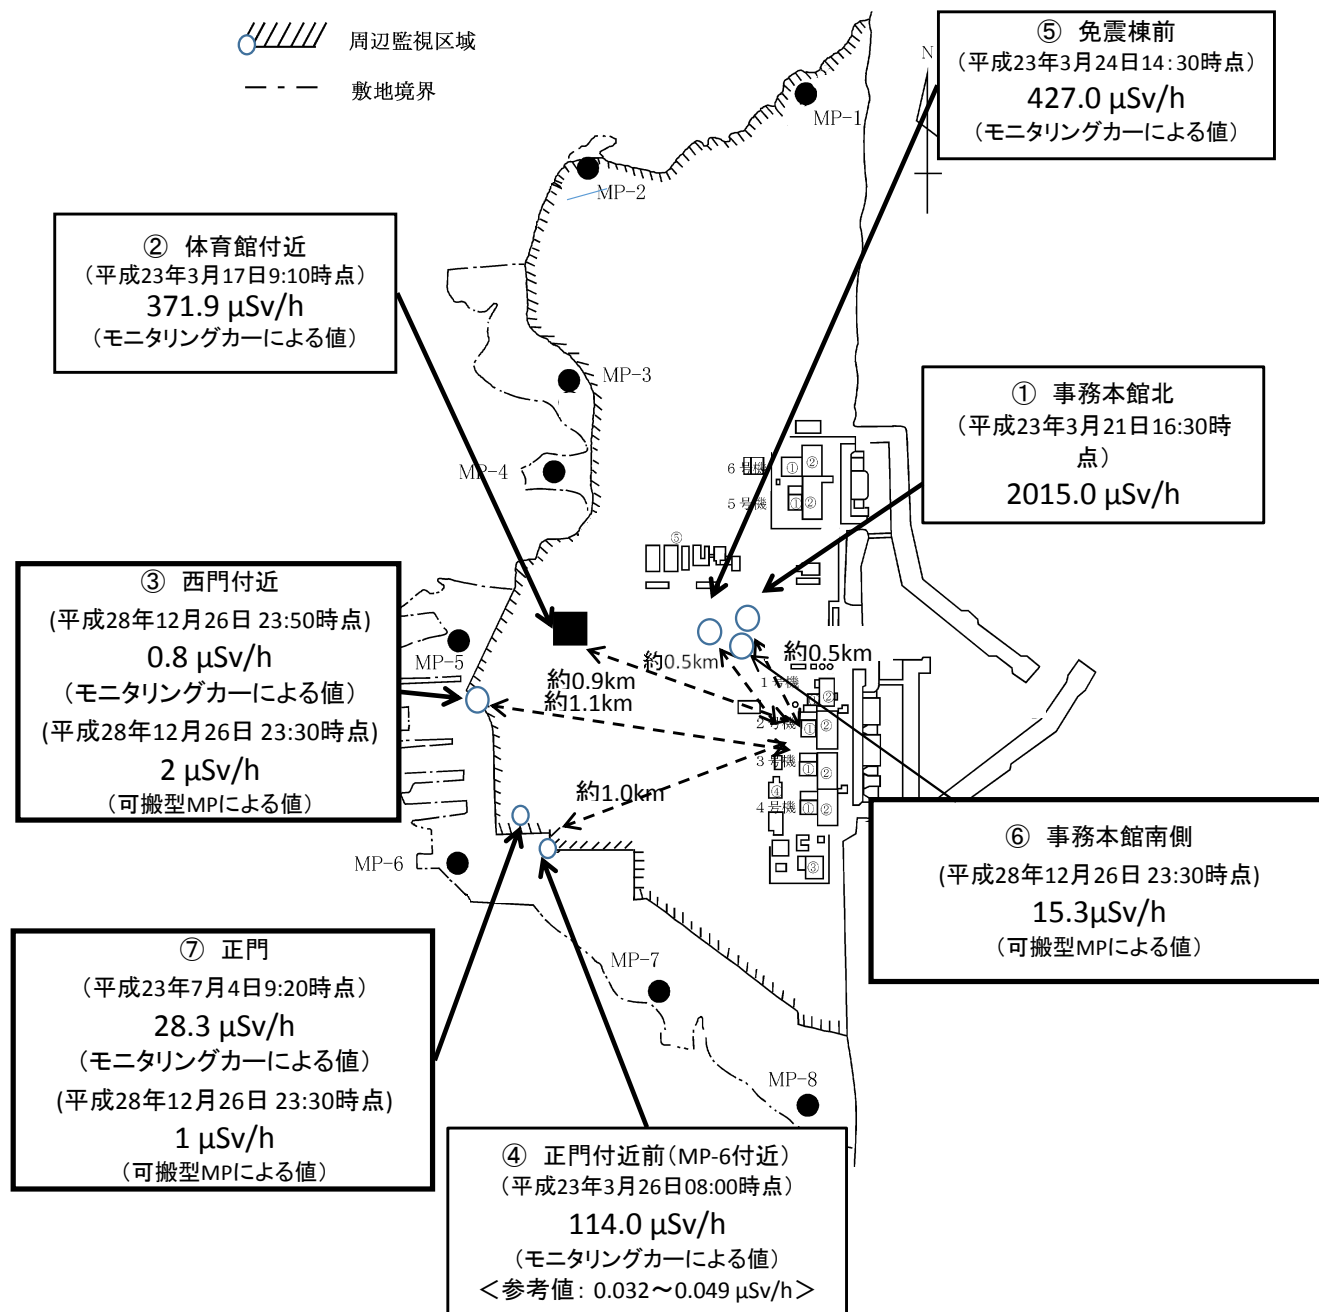 周辺監視区域
敷地境界
⑤ 免震棟前
(平成23年3月24日14:30時点)
427.0 µSv/h
(モニタリングカーによる値)
N
MP-1
MP-2
② 体育館付近
(平成23年3月17日9:10時点)
371.9 µSv/h
(モニタリングカーによる値)
MP-3
① 事務本館北
(平成23年3月21日16:30時
点)
2015.0 µSv/h
MP-4
6号機
①
②
5号機
①
②
⑤
③ 西門付近
(平成28年12月26日 23:50時点)
0.8 µSv/h
(モニタリングカーによる値)
(平成28年12月26日 23:30時点)
2 µSv/h
(可搬型MPによる値)
MP-5
約0.5km
約0.5km
約0.9km
約1.1km
1号機
②
2号機
①
②
3号機
①
②
④
4号機
①
②
③
約1.0km
MP-6
⑥ 事務本館南側
(平成28年12月26日 23:30時点)
15.3µSv/h
(可搬型MPによる値)
⑦ 正門
(平成23年7月4日9:20時点)
28.3 µSv/h
(モニタリングカーによる値)
(平成28年12月26日 23:30時点)
1 µSv/h
(可搬型MPによる値)
MP-7
MP-8
④ 正門付近前(MP-6付近)
(平成23年3月26日08:00時点)
114.0 µSv/h
(モニタリングカーによる値)
<参考値: 0.032~0.049 µSv/h>